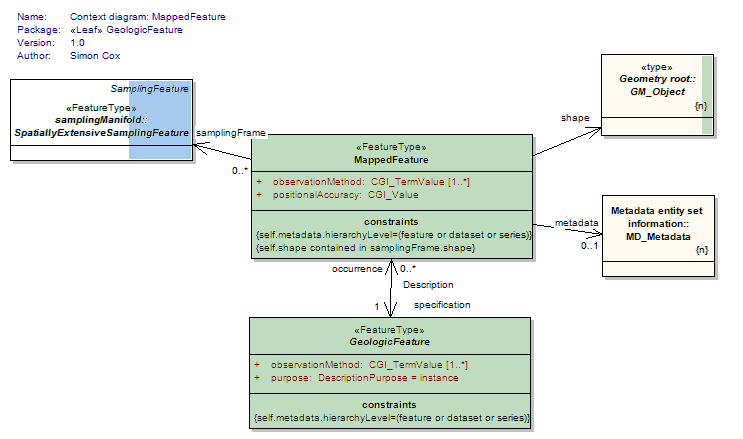 Name: Context diagram: MappedFeature
Package: «Leaf» GeologicFeature
Version: 1.0
Author: Simon Cox
SamplingFeature
«FeatureType»
samplingManifold::
SpatiallyExtensiveSamplingFeature
samplingFrame
0..*
«type»
Geometry root::
GM_Object
{n}
shape
«FeatureType»
MappedFeature
+ observationMethod: CGI_TermValue [1..*]
+ positionalAccuracy: CGI_Value
constraints
{self.metadata.hierarchyLevel=(feature or dataset or series)}
{self.shape contained in samplingFrame.shape}
metadata
0..1
Metadata entity set
information::
MD_Metadata
{n}
occurrence 0..*
Description
1 specification
«FeatureType»
GeologicFeature
+ observationMethod: CGI_TermValue [1..*]
+ purpose: DescriptionPurpose = instance
constraints
{self.metadata.hierarchyLevel=(feature or dataset or series)}